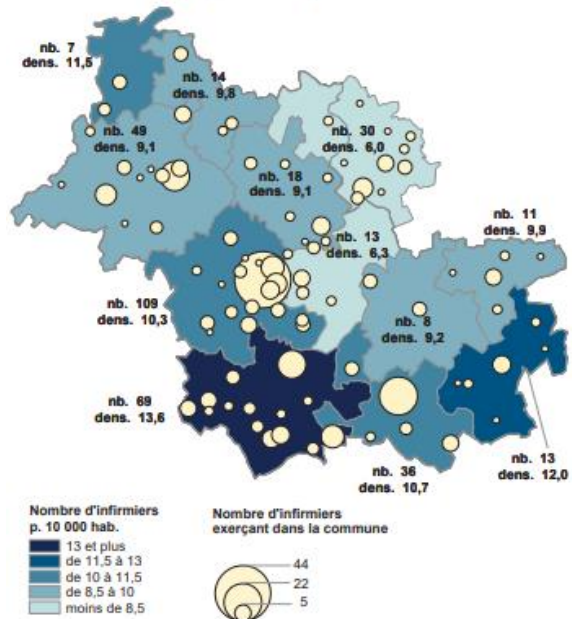 nb. 7
dens. 11,5
nb. 14
dens. 9,8
nb. 49
dens. 9,1
nb. 30
dens. 6,0
nb. 18
dens. 9,1
nb. 11
dens. 9,9
nb. 13
dens. 6,3
nb. 109
dens. 10,3
nb. 8
dens. 9,2
nb. 69
dens. 13,6
nb. 13
dens. 12,0
nb. 36
dens. 10,7
Nombre d'infirmiers
p. 10 000 hab.
13 et plus
de 11,5 à 13
de 10 à 11,5
de 8,5 à 10
moins de 8,5
Nombre d'infirmiers
exerçant dans la commune
44
22
5